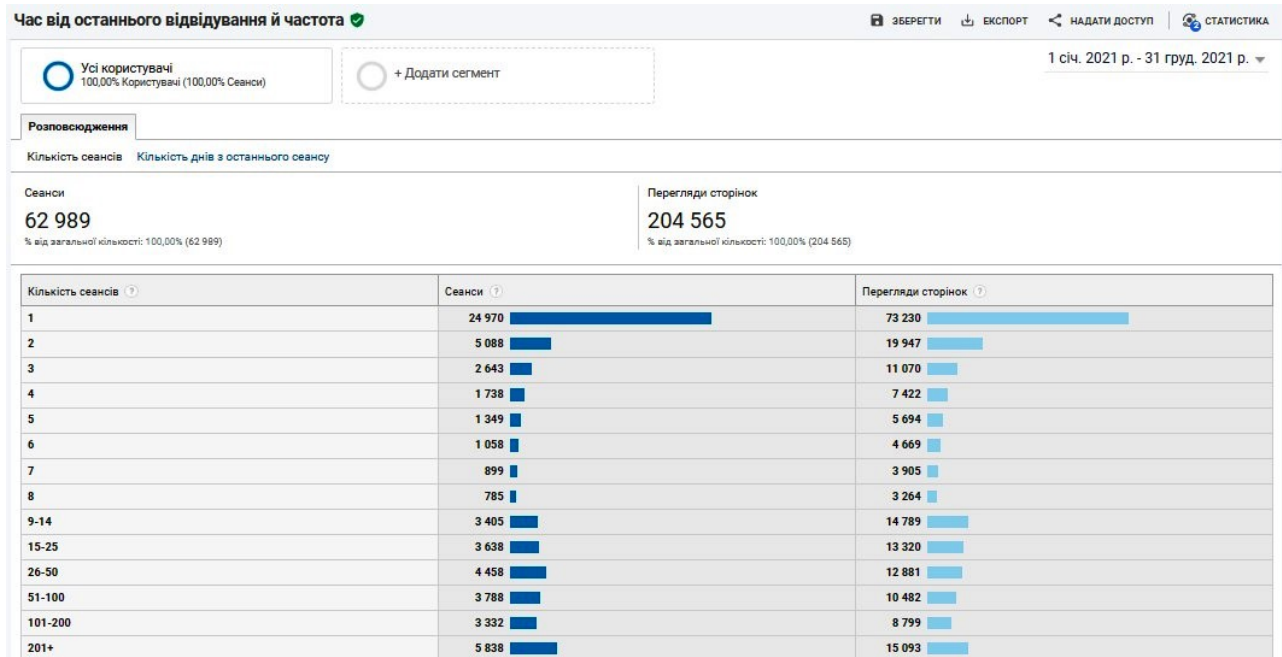 Час від останнього відвідування й частота
ЗБЕРЕГТИ ЕКСПОРТ НАДАТИ ДОСТУП СТАТИСТИКА
1 січ. 2021 р. - 31 груд. 2021 р.
Усі користувачі
100,00% Користувачі (100,00% Сеанси)
+ Додати сегмент
Розповсюдження
Кількість сеансів Кількість днів з останнього сеансу
Сеанси
62 989
% від загальної кількості: 100,00% (62 989)
Перегляди сторінок
204 565
% від загальної кількості: 100,00% (204 565)
Кількість сеансів ? Сеанси ? Перегляди сторінок ?
1 24 970 73 230
2 5 088 19 947
3 2 643 11 070
4 1 738 7 422
5 1 349 5 694
6 1 058 4 669
7 899 3 905
8 785 3 264
9-14 3 405 14 789
15-25 3 638 13 320
26-50 4 458 12 881
51-100 3 788 10 482
101-200 3 332 8 799
201+ 5 838 15 093